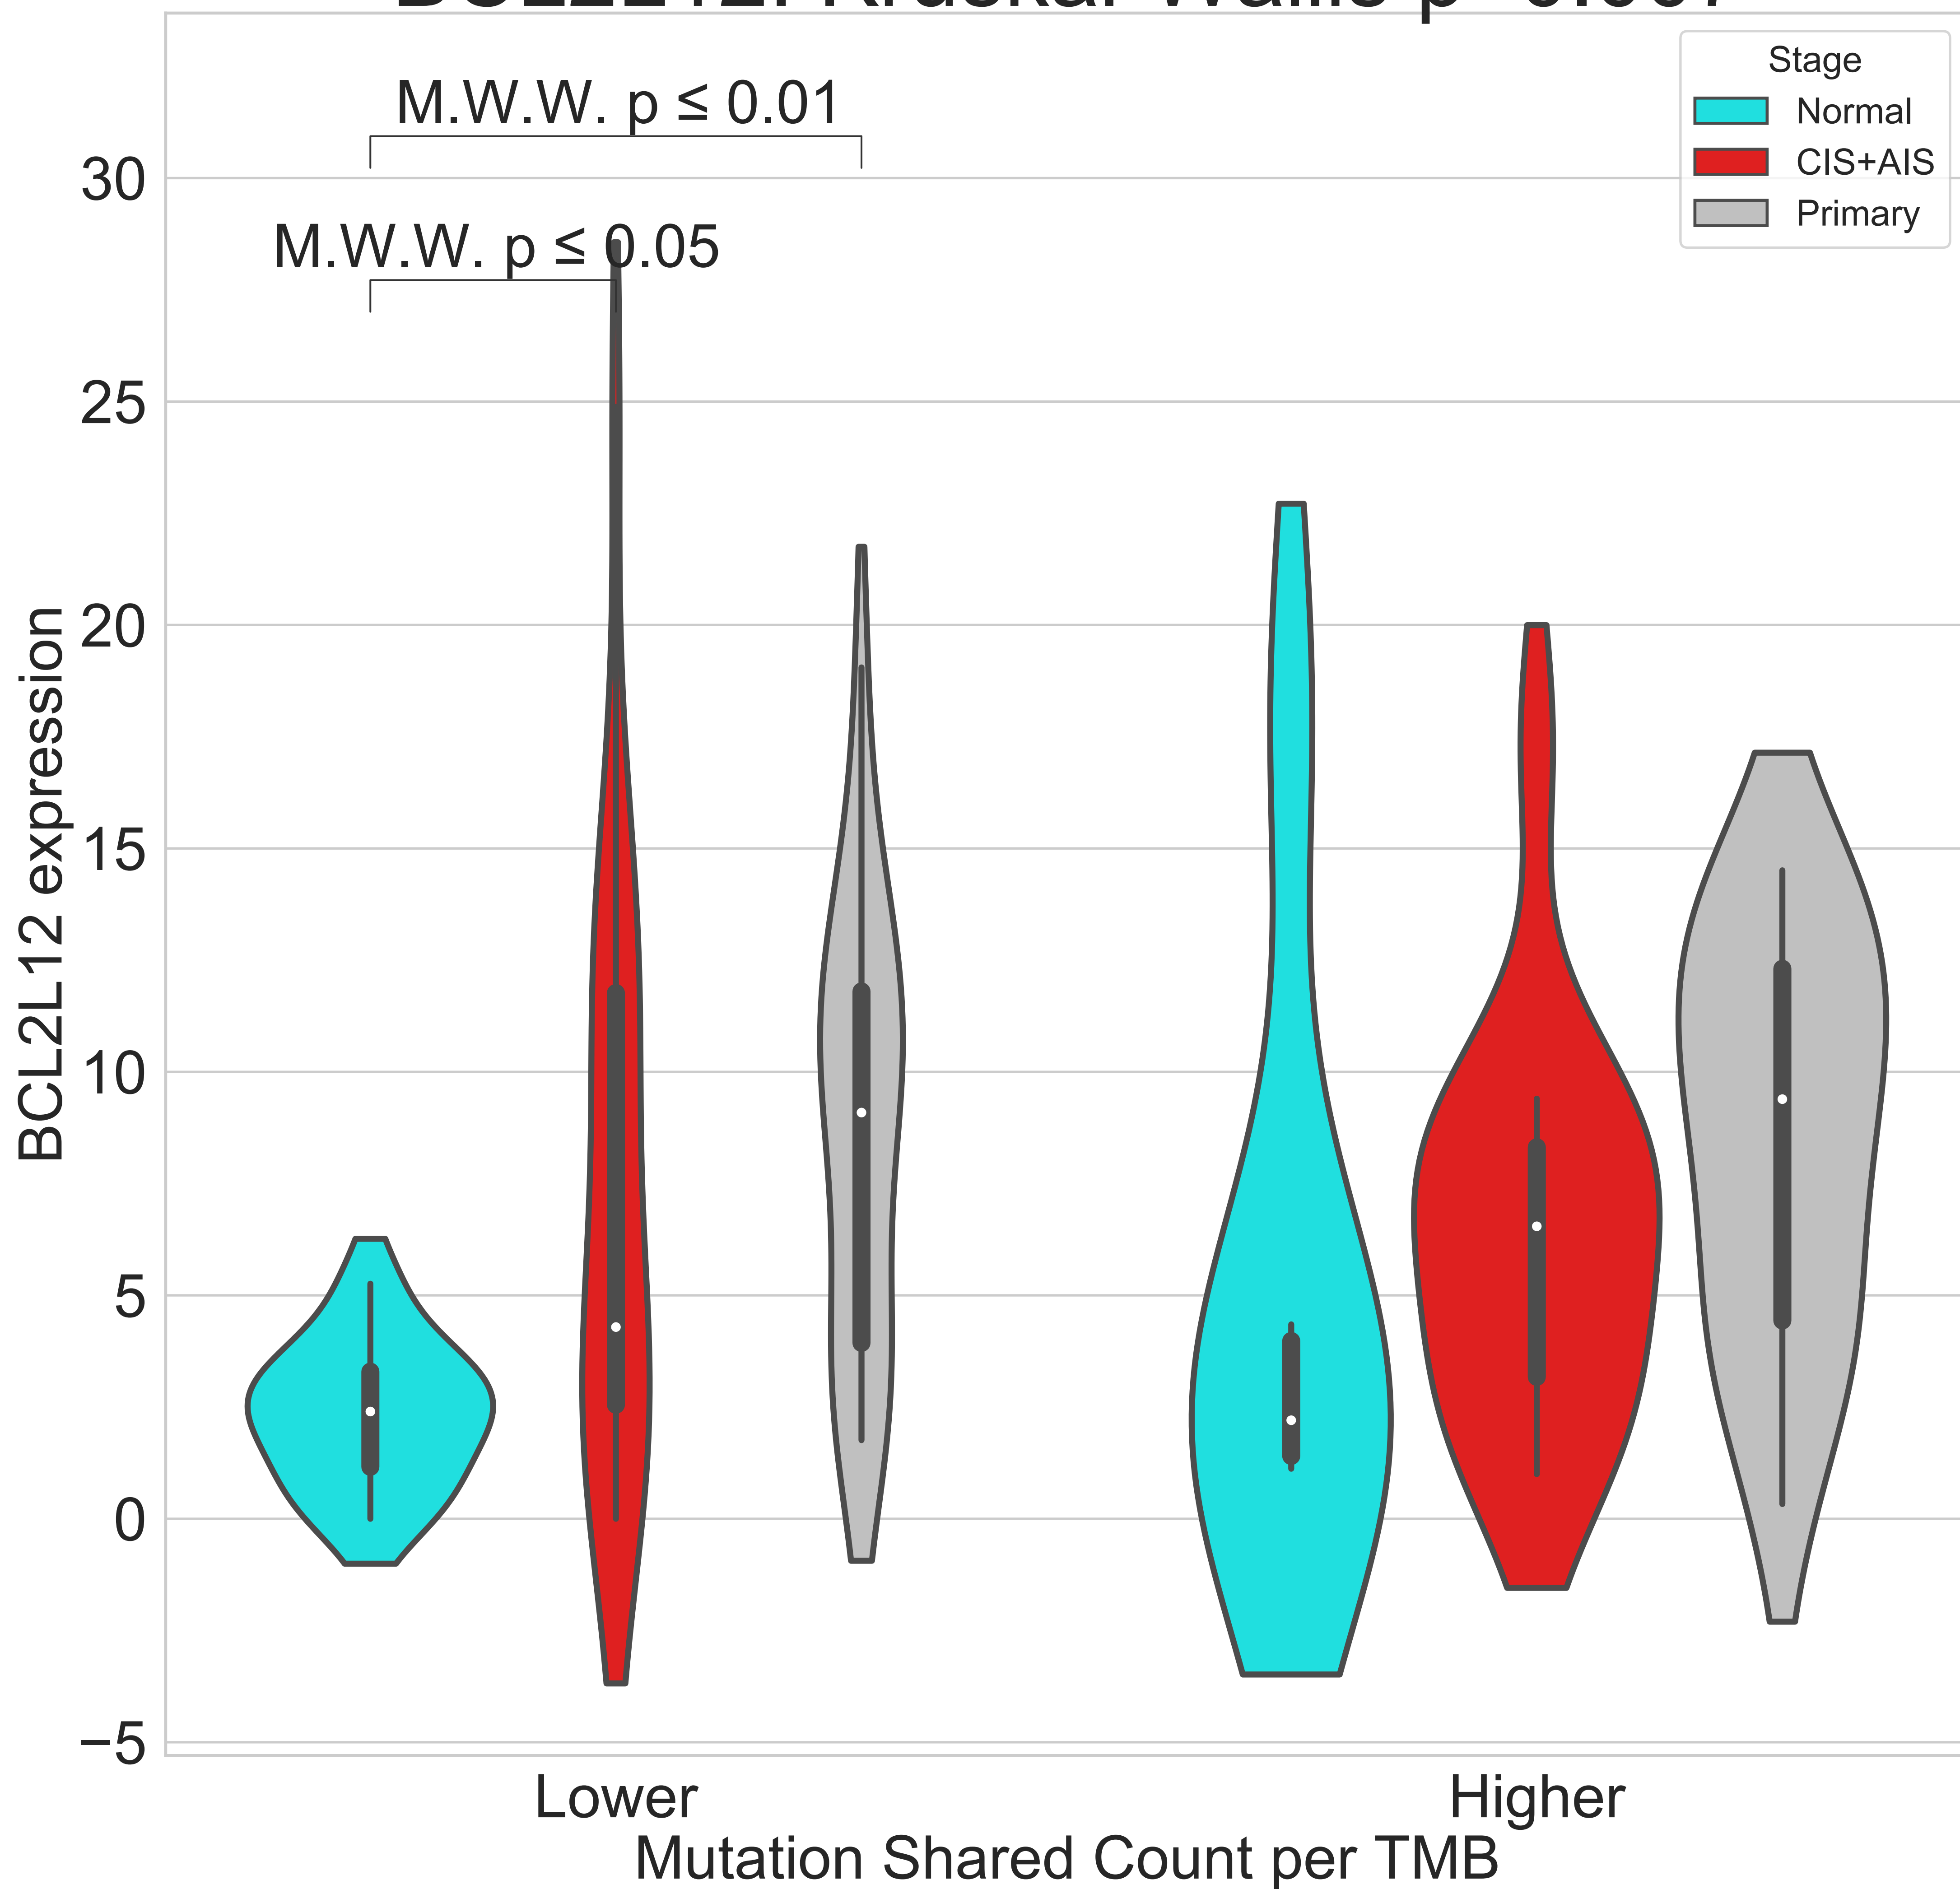 M.W.W. p ≤ 0.01
M.W.W. p ≤ 0.05
Stage
Normal
CIS+AIS
Primary
30
25
20
15
10
5
0
−5
BCL2L12 expression
Lower
Higher
Mutation Shared Count per TMB